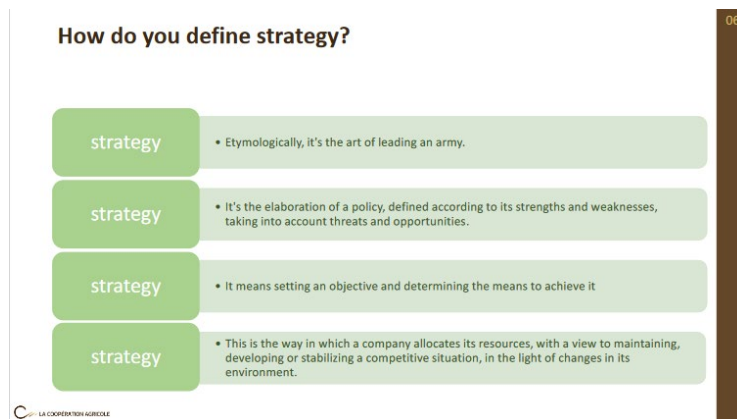 How do you define strategy?
06
strategy
• Etymologically, it's the art of leading an army.
strategy
• It's the elaboration of a policy, defined according to its strengths and weaknesses,
taking into account threats and opportunities.
strategy
• It means setting an objective and determining the means to achieve it
strategy
• This is the way in which a company allocates its resources, with a view to maintaining,
developing or stabilizing a competitive situation, in the light of changes in its
environment.
LA COOPÉRATION AGRICOLE